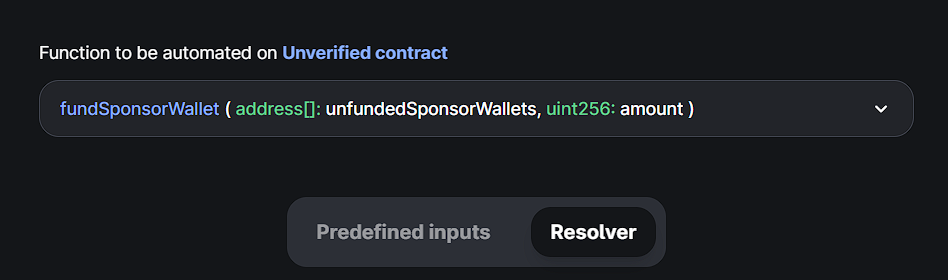 Function to be automated on Unverified contract
fundSponsorWallet ( address[]: unfundedSponsorWallets, uint256: amount )
Predefined inputs Resolver